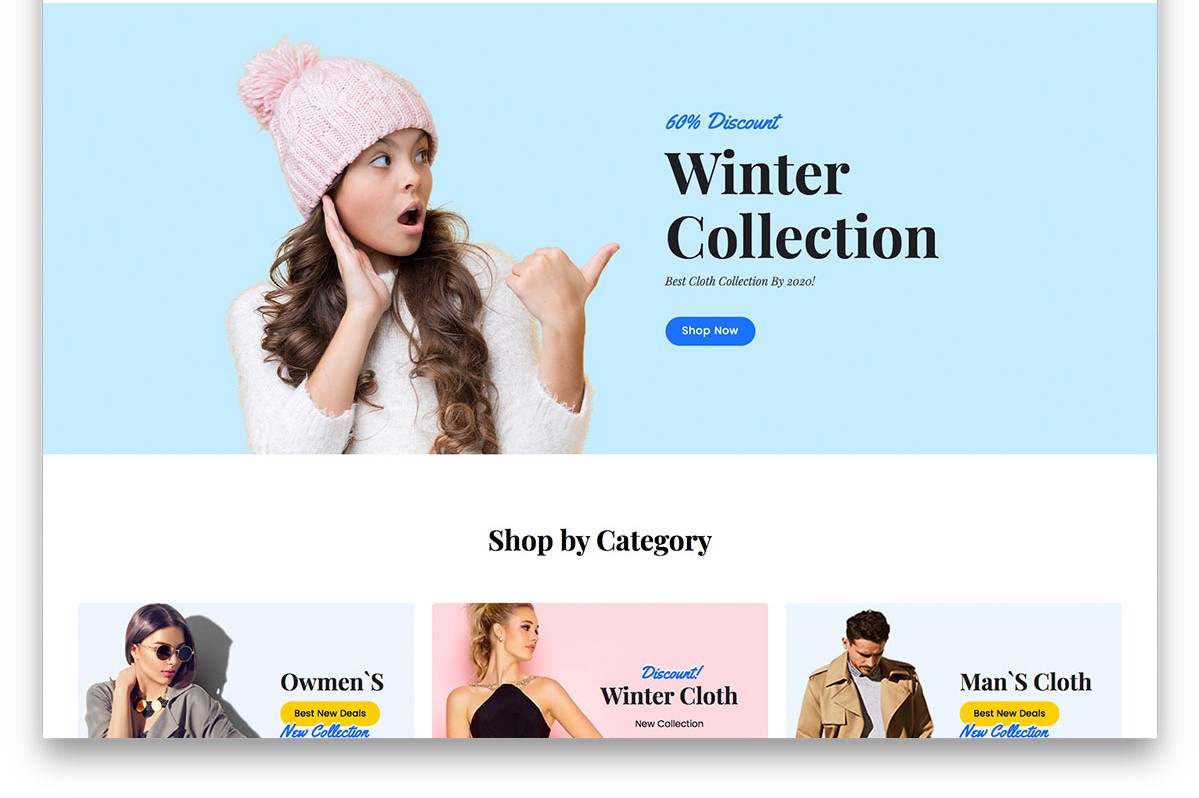 60% Discount
Winter
Collection
Best Cloth Collection By 2020!
Shop Now
Shop by Category
Owmen`S
Best New Deals
New Collection
Discount!
Winter Cloth
New Collection
Man`S Cloth
Best New Deals
New Collection